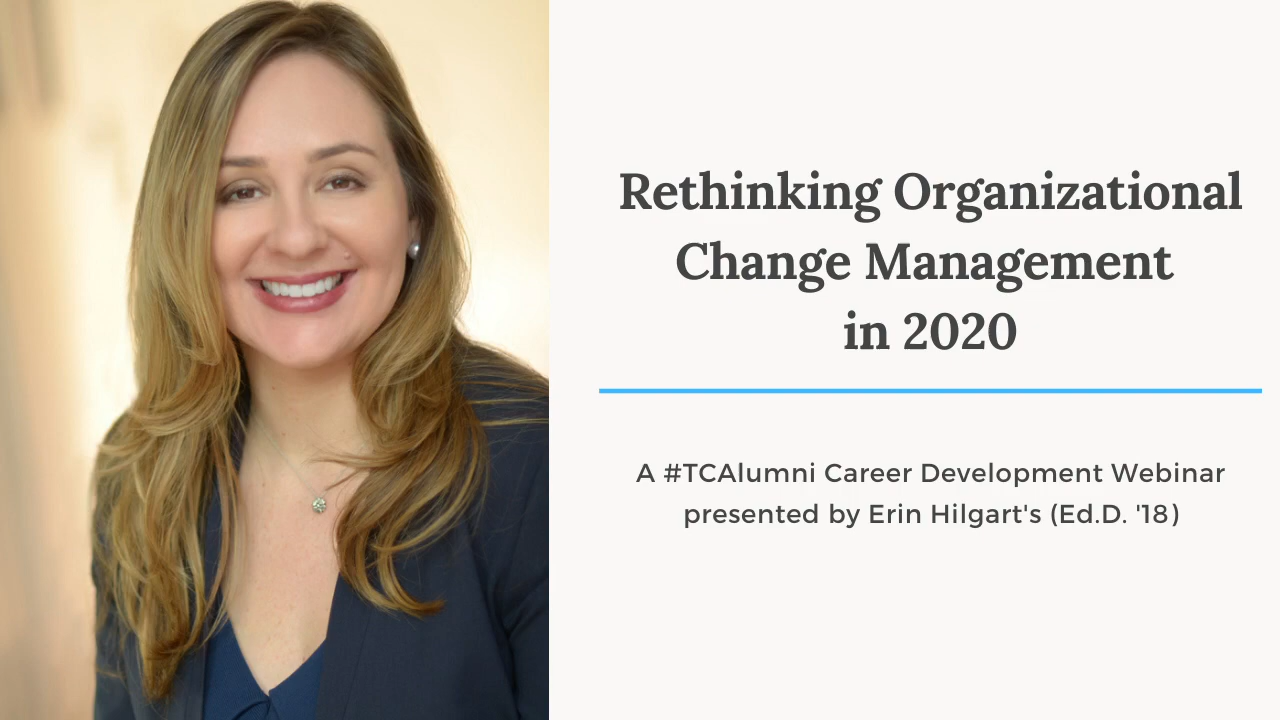 Rethinking Organizational
Change Management
in 2020
A #TCAlumni Career Development Webinar
presented by Erin Hilgart's (Ed.D. '18)